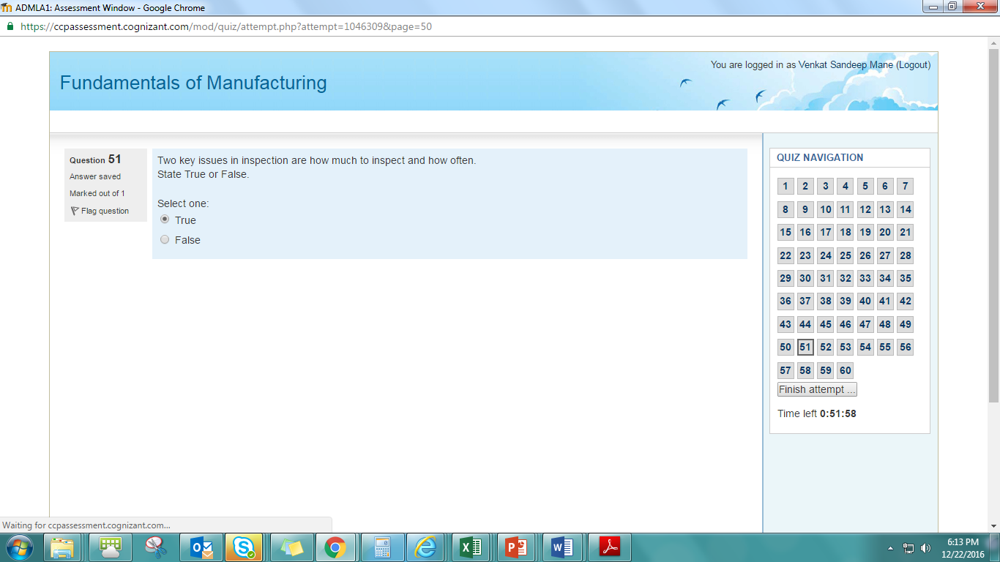 ADMLA1: Assessment Window - Google Chrome
https://ccpassessment.cognizant.com/mod/quiz/attempt.php?attempt=1046309&page=50
You are logged in as Venkat Sandeep Mane (Logout)
Fundamentals of Manufacturing
Question 51
Answer saved
Marked out of 1
Flag question
Two key issues in inspection are how much to inspect and how often.
State True or False.
Select one:
True
False
QUIZ NAVIGATION
1 2 3 4 5 6 7
8 9 10 11 12 13 14
15 16 17 18 19 20 21
22 23 24 25 26 27 28
29 30 31 32 33 34 35
36 37 38 39 40 41 42
43 44 45 46 47 48 49
50 51 52 53 54 55 56
57 58 59 60
Finish attempt ...
Time left 0:51:58
Waiting for ccpassessment.cognizant.com...
6:13 PM
12/22/2016